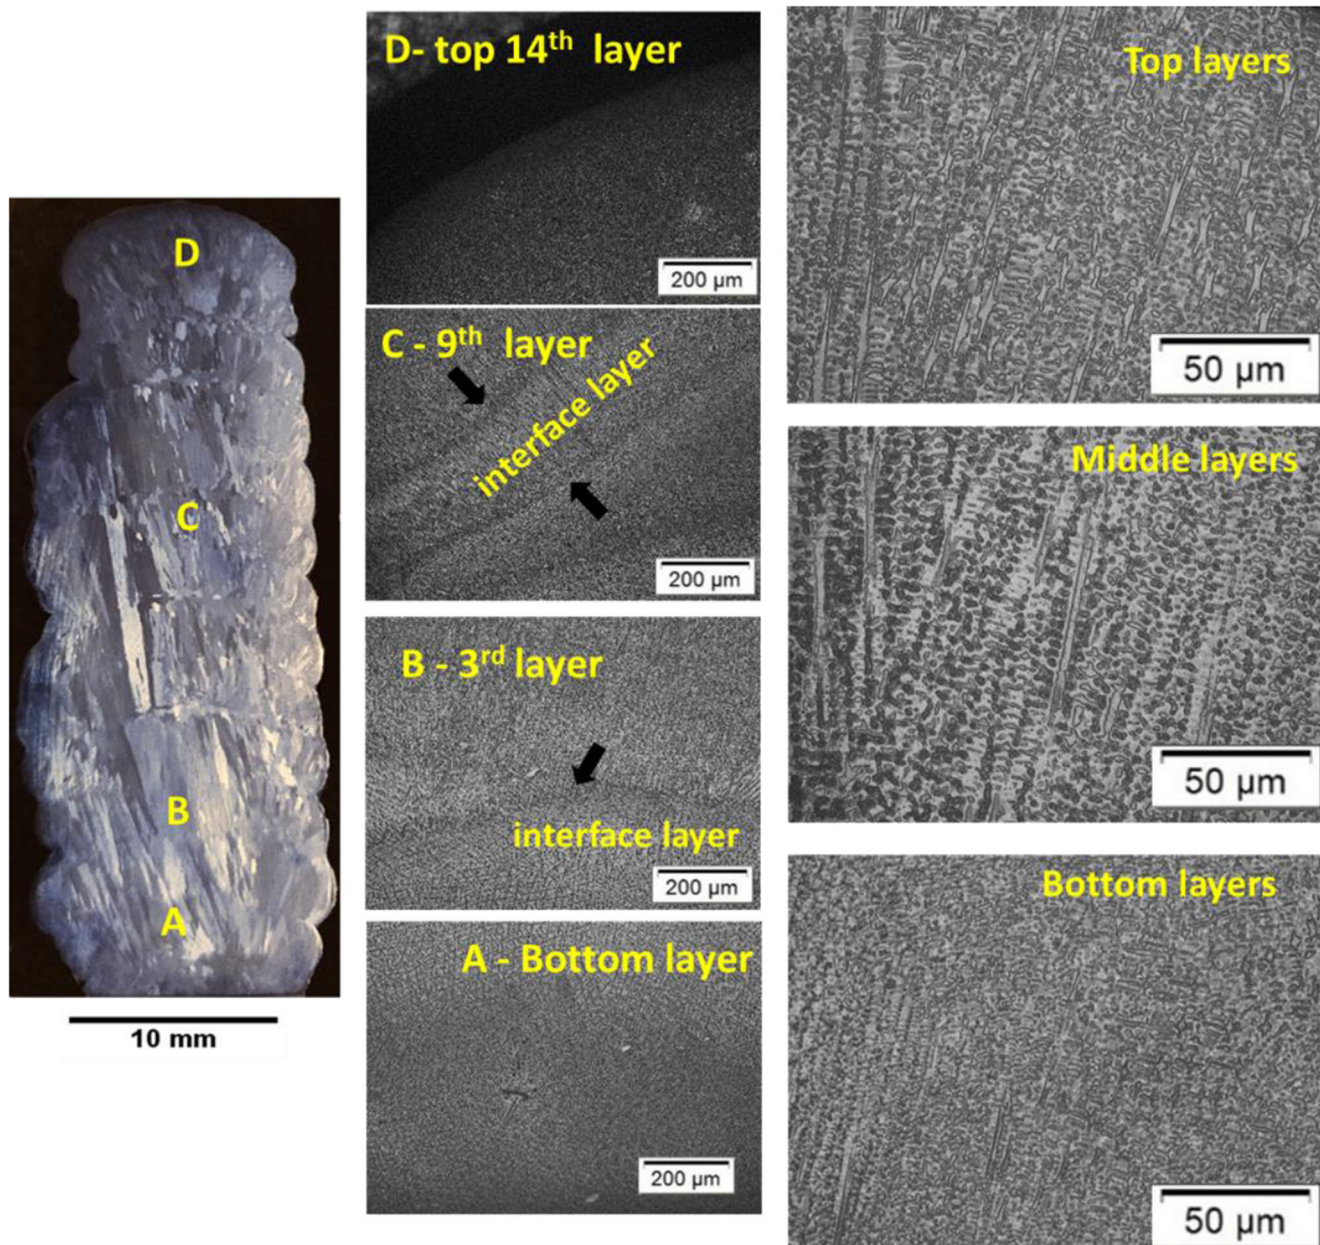 D
C
B
A
10 mm
D- top 14th layer
200 µm
C - 9th layer
interface layer
200 µm
B - 3rd layer
interface layer
200 µm
A - Bottom layer
200 µm
Top layers
50 µm
Middle layers
50 µm
Bottom layers
50 µm